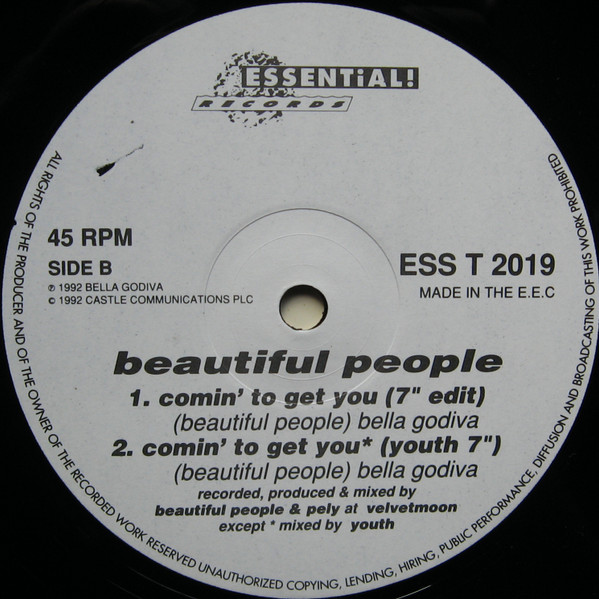 ESSENTiAL!
RECORDS
45 RPM
SIDE B
℗ 1992 BELLA GODIVA
© 1992 CASTLE COMMUNICATIONS PLC
ESS T 2019
MADE IN THE E.E.C
beautiful people
1. comin' to get you (7" edit)
(beautiful people) bella godiva
2. comin' to get you* (youth 7")
(beautiful people) bella godiva
recorded, produced & mixed by
beautiful people & pely at velvetmoon
except * mixed by youth
ALL RIGHTS OF THE PRODUCER AND OF THE OWNER OF THE RECORDED WORK RESERVED UNAUTHORIZED COPYING, LENDING, HIRING, PUBLIC PERFORMANCE, DIFFUSION AND BROADCASTING OF THIS WORK PROHIBITED